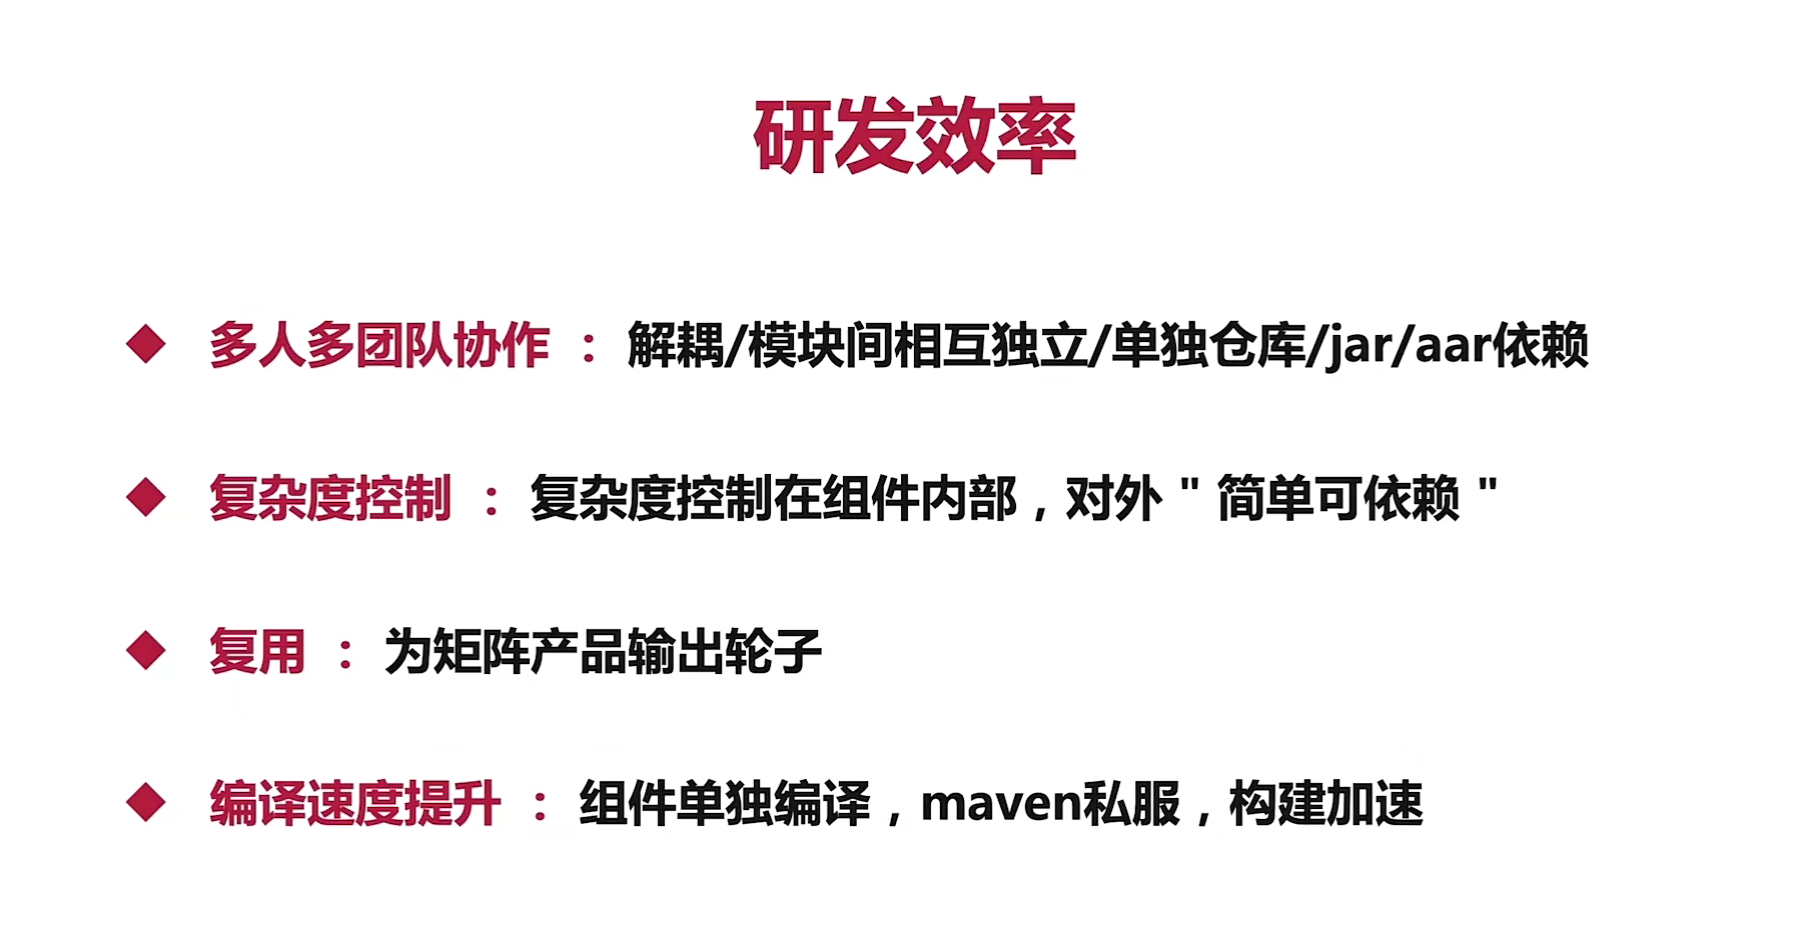 研发效率
◆ 多人多团队协作 ： 解耦/模块间相互独立/单独仓库/jar/aar依赖
◆ 复杂度控制 ： 复杂度控制在组件内部，对外 " 简单可依赖 "
◆ 复用 ： 为矩阵产品输出轮子
◆ 编译速度提升 ： 组件单独编译，maven私服，构建加速